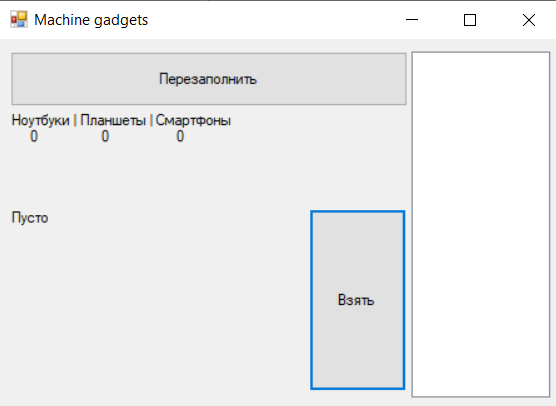 Machine gadgets
Перезаполнить
Ноутбуки | Планшеты | Смартфоны
0 0 0
Пусто
Взять